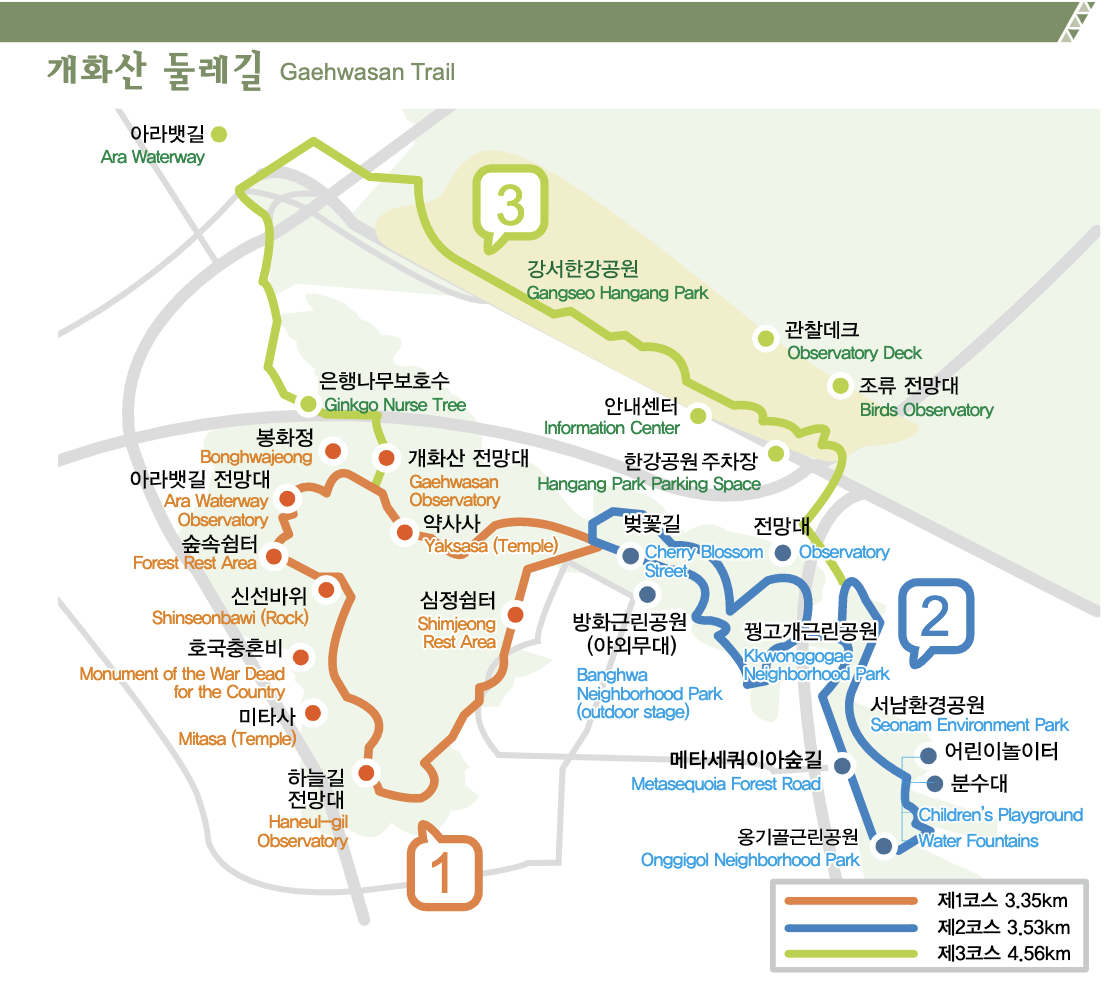 개화산 둘레길 Gaehwasan Trail
아라뱃길
Ara Waterway
3
강서한강공원
Gangseo Hangang Park
관찰데크
Observatory Deck
조류 전망대
Birds Observatory
은행나무보호수
Ginkgo Nurse Tree
안내센터
Information Center
한강공원 주차장
Hangang Park Parking Space
봉화정
Bonghwajeong
개화산 전망대
Gaehwasan
Observatory
아라뱃길 전망대
Ara Waterway
Observatory
약사사
Yaksasa (Temple)
숲속쉼터
Forest Rest Area
벚꽃길
Cherry Blossom
Street
전망대
Observatory
신선바위
Shinseonbawi (Rock)
심정쉼터
Shimjeong
Rest Area
방화근린공원
(야외무대)
Banghwa
Neighborhood Park
(outdoor stage)
꿩고개근린공원
Kkwonggogae
Neighborhood Park
2
호국충혼비
Monument of the War Dead
for the Country
미타사
Mitasa (Temple)
서남환경공원
Seonam Environment Park
어린이놀이터
분수대
Children's Playground
Water Fountains
메타세쿼이아숲길
Metasequoia Forest Road
하늘길
전망대
Haneul-gil
Observatory
1
옹기골근린공원
Onggigol Neighborhood Park
제1코스 3.35km
제2코스 3.53km
제3코스 4.56km